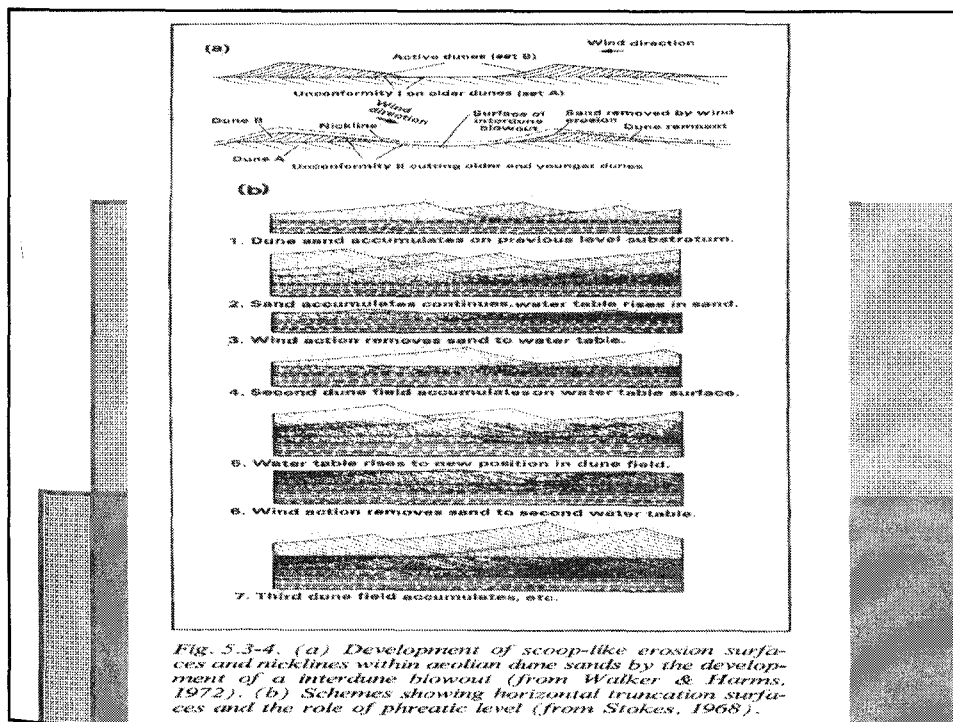 (a)
Wind direction
Active dunes (set B)
Unconformity I on older dunes (set A)
Wind direction
Dune B
Nickline
Surface of interdune blowout
Sand removed by wind erosion
Dune remnant
Dune A
Unconformity II cutting older and younger dunes
(b)
1. Dune sand accumulates on previous level substratum.
2. Sand accumulates continues,water table rises in sand.
3. Wind action removes sand to water table.
4. Second dune field accumulates on water table surface.
5. Water table rises to new position in dune field.
6. Wind action removes sand to second water table.
7. Third dune field accumulates, etc.
Fig. 5.3-4. (a) Development of scoop-like erosion surfa-
ces and nicklines within aeolian dune sands by the develop-
ment of a interdune blowout (from Walker & Harms,
1972). (b) Schemes showing horizontal truncation surfa-
ces and the role of phreatic level (from Stokes, 1968).